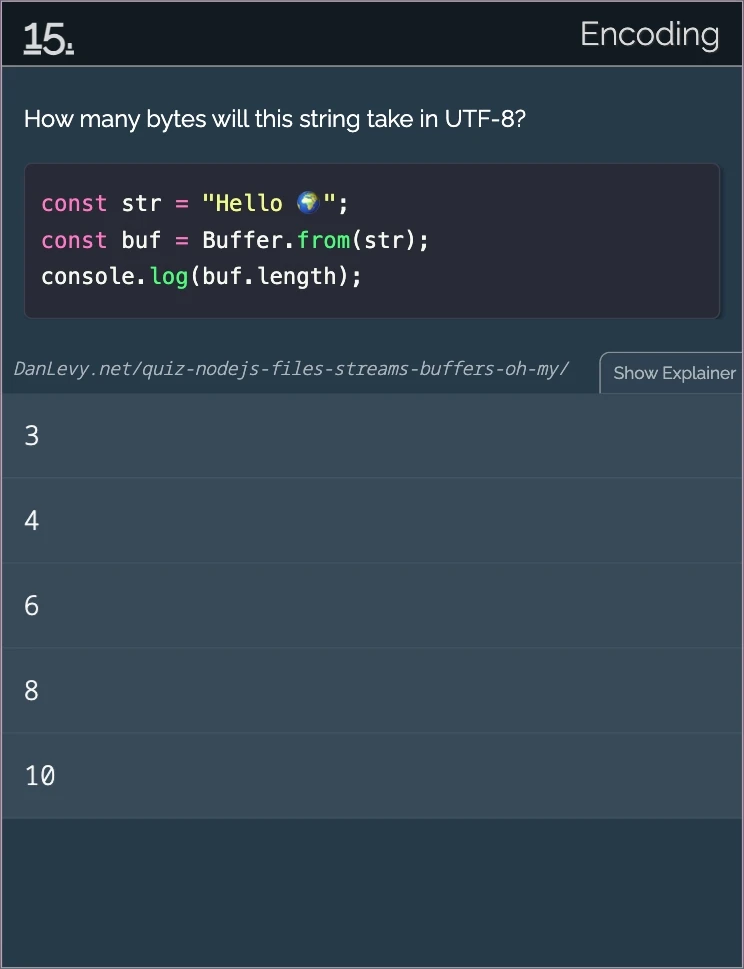 15.
Encoding
How many bytes will this string take in UTF-8?
const str = "Hello 🌍";
const buf = Buffer.from(str);
console.log(buf.length);
DanLevy.net/quiz-nodejs-files-streams-buffers-oh-my/
Show Explainer
3
4
6
8
10